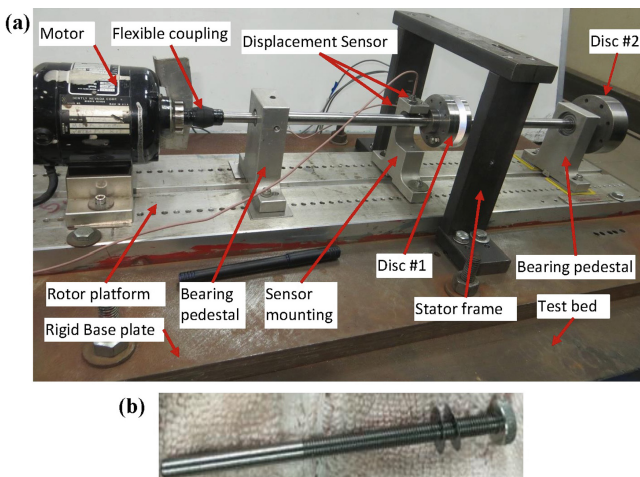 (a)
Motor
Flexible coupling
Displacement Sensor
Disc #2
Disc #1
Bearing pedestal
Rotor platform
Bearing
pedestal
Sensor
mounting
Stator frame
Test bed
Rigid Base plate
(b)